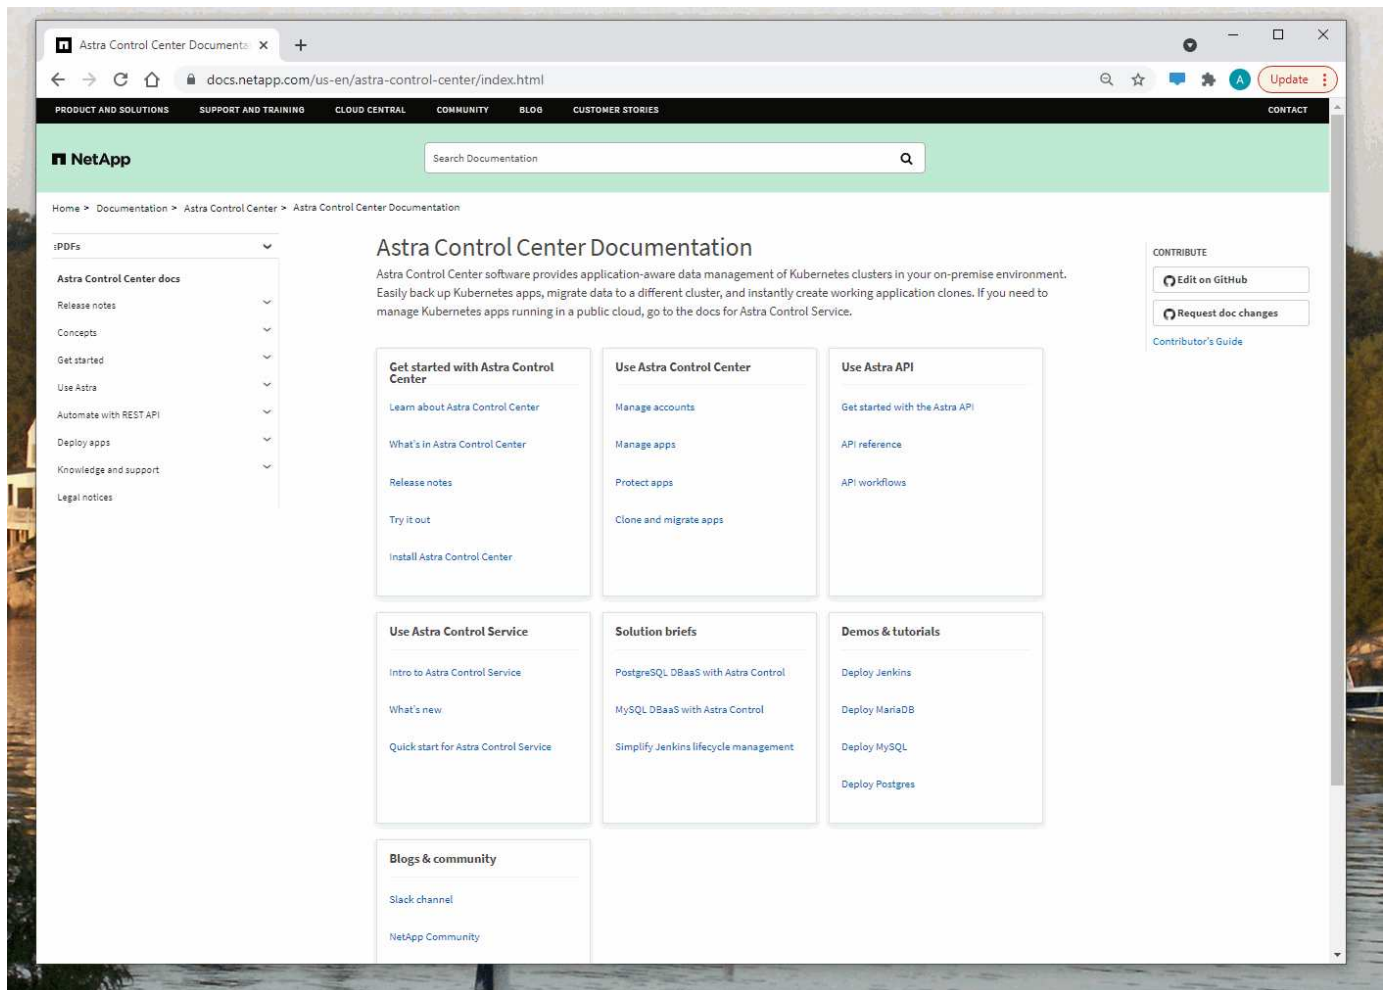 Astra Control Center Documenta
docs.netapp.com/us-en/astra-control-center/index.html
A
Update
PRODUCT AND SOLUTIONS
SUPPORT AND TRAINING
CLOUD CENTRAL
COMMUNITY
BLOG
CUSTOMER STORIES
CONTACT
NetApp
Search Documentation
Home > Documentation > Astra Control Center > Astra Control Center Documentation
:PDFs
Astra Control Center docs
Release notes
Concepts
Get started
Use Astra
Automate with REST API
Deploy apps
Knowledge and support
Legal notices
Astra Control Center Documentation
Astra Control Center software provides application-aware data management of Kubernetes clusters in your on-premise environment.
Easily back up Kubernetes apps, migrate data to a different cluster, and instantly create working application clones. If you need to
manage Kubernetes apps running in a public cloud, go to the docs for Astra Control Service.
CONTRIBUTE
Edit on GitHub
Request doc changes
Contributor's Guide
Get started with Astra Control
Center
Learn about Astra Control Center
What's in Astra Control Center
Release notes
Try it out
Install Astra Control Center
Use Astra Control Center
Manage accounts
Manage apps
Protect apps
Clone and migrate apps
Use Astra API
Get started with the Astra API
API reference
API workflows
Use Astra Control Service
Intro to Astra Control Service
What's new
Quick start for Astra Control Service
Solution briefs
PostgreSQL DBaaS with Astra Control
MySQL DBaaS with Astra Control
Simplify Jenkins lifecycle management
Demos & tutorials
Deploy Jenkins
Deploy MariaDB
Deploy MySQL
Deploy Postgres
Blogs & community
Slack channel
NetApp Community